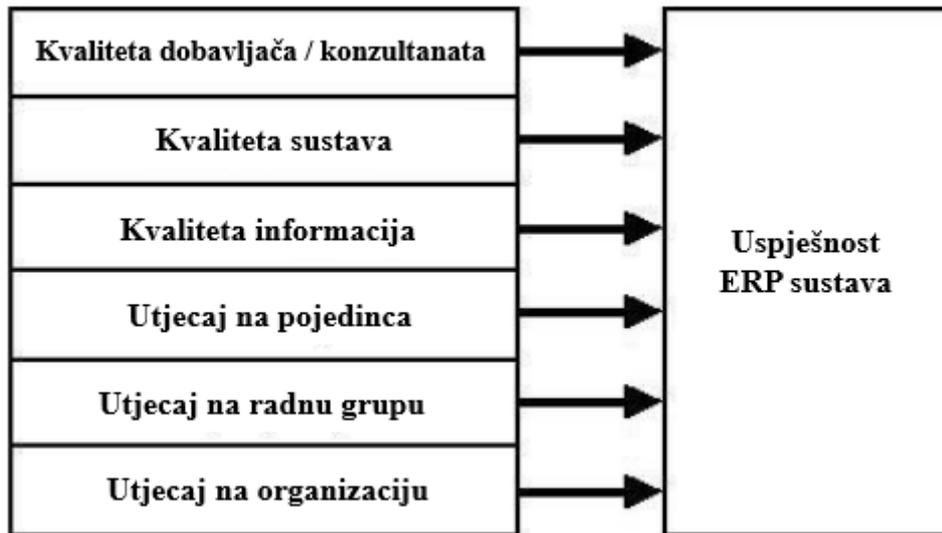 Kvaliteta dobavljača / konzultanata
Kvaliteta sustava
Kvaliteta informacija
Utjecaj na pojedinca
Utjecaj na radnu grupu
Utjecaj na organizaciju
Uspješnost
ERP sustava